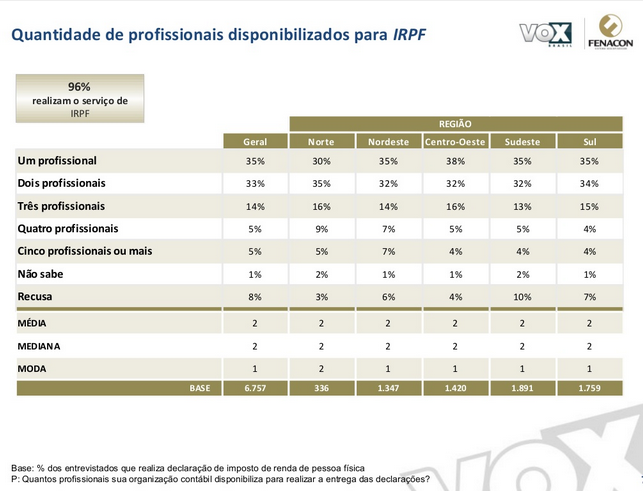 Quantidade de profissionais disponibilizados para IRPF
VOX
BRASIL
FENACON
96%
realizam o serviço de
IRPF
REGIÃO
Geral Norte Nordeste Centro-Oeste Sudeste Sul
Um profissional 35% 30% 35% 38% 35% 35%
Dois profissionais 33% 35% 32% 32% 32% 34%
Três profissionais 14% 16% 14% 16% 13% 15%
Quatro profissionais 5% 9% 7% 5% 5% 4%
Cinco profissionais ou mais 5% 5% 7% 4% 4% 4%
Não sabe 1% 2% 1% 1% 2% 1%
Recusa 8% 3% 6% 4% 10% 7%
MÉDIA 2 2 2 2 2 2
MEDIANA 2 2 2 2 2 2
MODA 1 2 1 1 1 1
BASE 6.757 336 1.347 1.420 1.891 1.759
Base: % dos entrevistados que realiza declaração de imposto de renda de pessoa física
P: Quantos profissionais sua organização contábil disponibiliza para realizar a entrega das declarações?
VOX